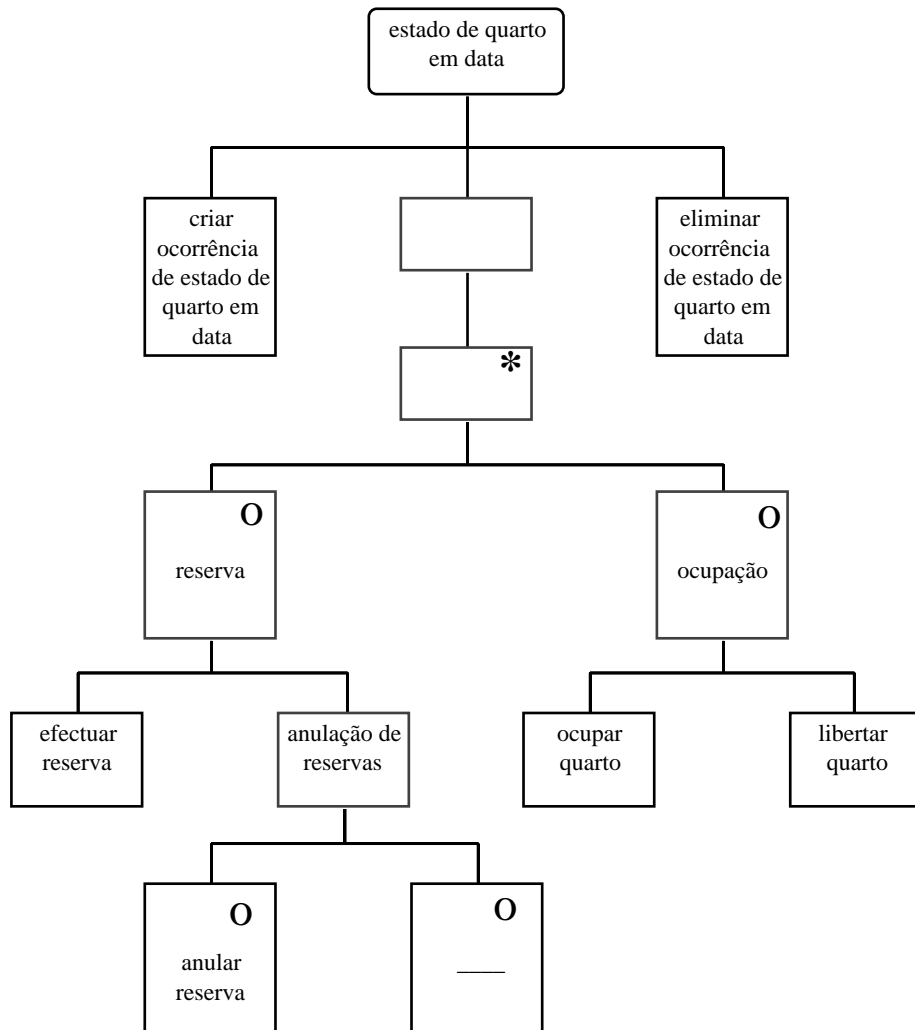 estado de quarto
em data
criar
ocorrência
de estado de
quarto em
data
eliminar
ocorrência
de estado de
quarto em
data
*
O
reserva
O
ocupação
efectuar
reserva
anulação de
reservas
ocupar
quarto
libertar
quarto
O
anular
reserva
O
____